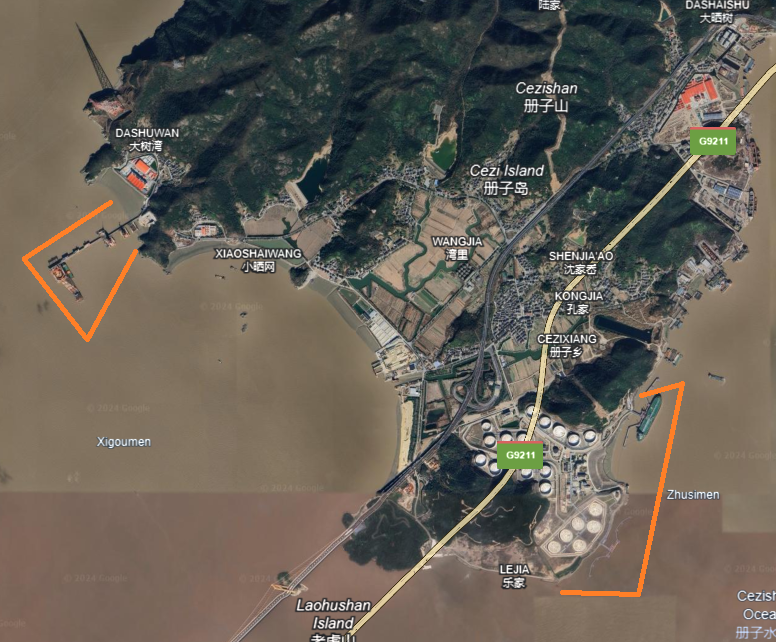 陆家
DASHAISHU
大晒树
Cezishan
册子山
DASHUWAN
大树湾
G9211
Cezi Island
册子岛
WANGJIA
湾里
XIAOSHAIWANG
小晒网
SHENJIA'AO
沈家岙
KONGJIA
孔家
CEZIXIANG
册子乡
© 2024 Google
© 2024 Google
Xigoumen
G9211
Zhusimen
LEJIA
乐家
Laohushan
Island
老虎山
Cezish
Ocea
册子水